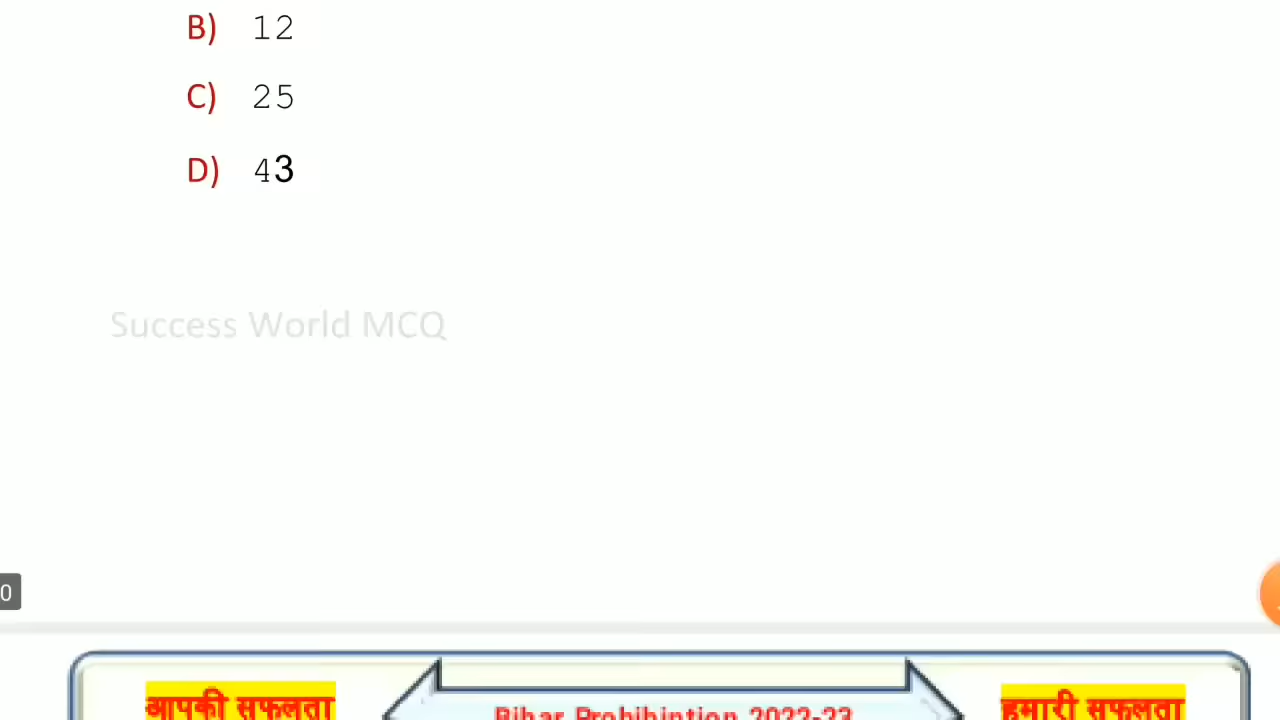 B) 12
C) 25
D) 43
Success World MCQ
0
आपकी सफलता
Bihar Prohibintion 2022-23
हमारी सफलता